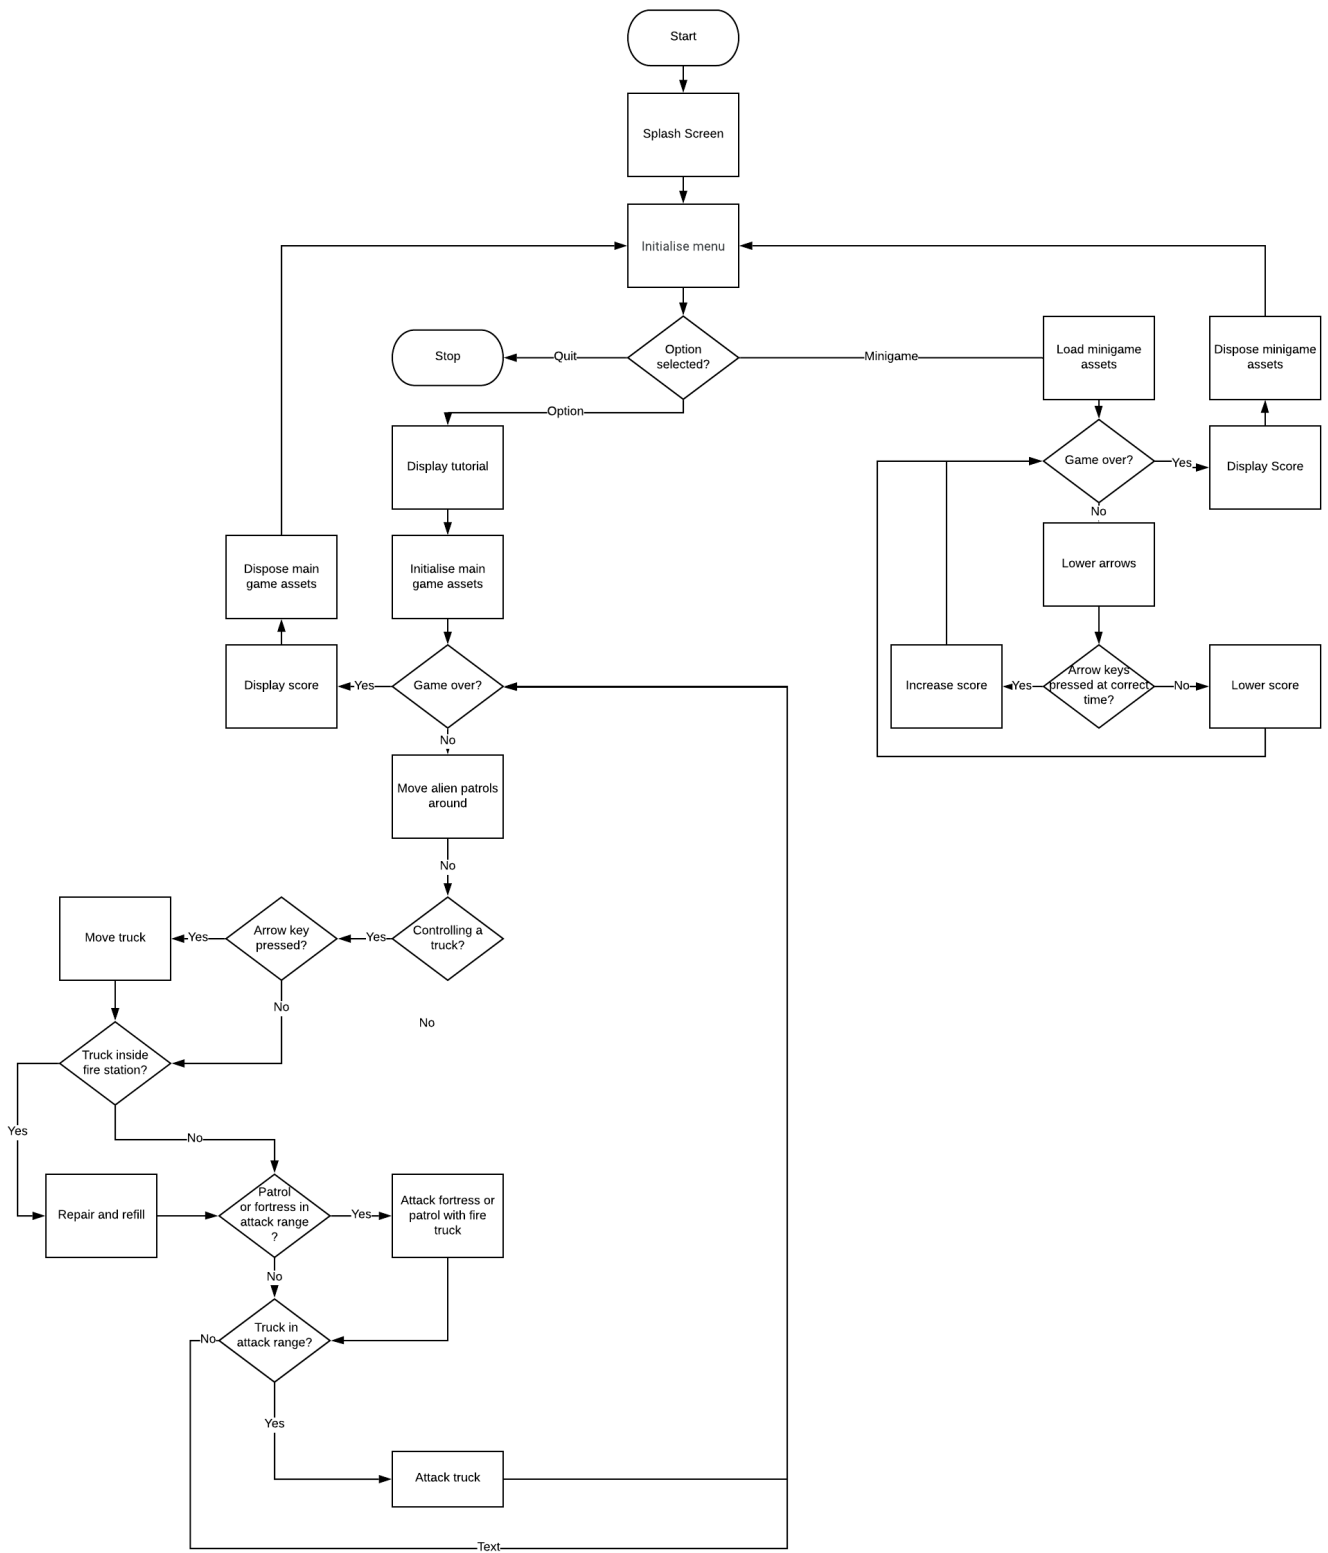 Start
Splash Screen
Initialise menu
Option
selected?
Quit
Stop
Minigame
Load minigame
assets
Dispose minigame
assets
Option
Display tutorial
Game over?
Yes
Display Score
No
Initialise main
game assets
Dispose main
game assets
Lower arrows
Game over?
Yes
Display score
Arrow keys
pressed at correct
time?
Yes
Increase score
No
Lower score
No
Move alien patrols
around
No
Controlling a
truck?
Yes
Arrow key
pressed?
Yes
Move truck
No
No
Truck inside
fire station?
Yes
No
Repair and refill
Patrol
or fortress in
attack range
?
Yes
Attack fortress or
patrol with fire
truck
No
Truck in
attack range?
No
Yes
Attack truck
Text